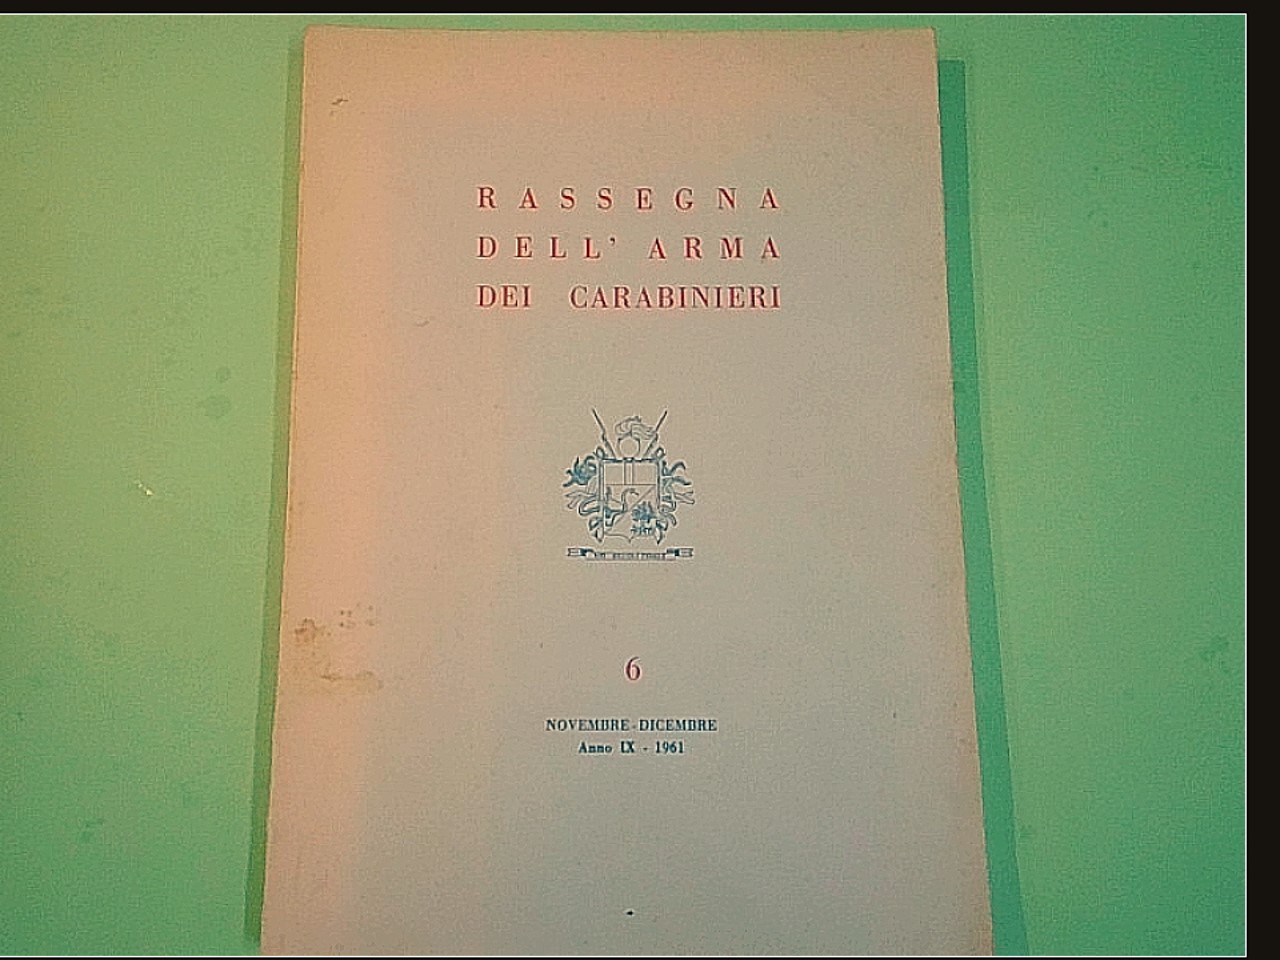 RASSEGNA
DELL' ARMA
DEI CARABINIERI
6
NOVEMBRE-DICEMBRE
Anno IX - 1961